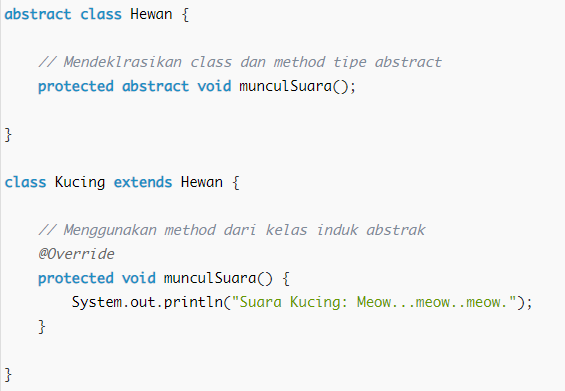 abstract class Hewan {
// Mendeklrasikan class dan method tipe abstract
protected abstract void munculSuara();
}
class Kucing extends Hewan {
// Menggunakan method dari kelas induk abstrak
@Override
protected void munculSuara() {
System.out.println("Suara Kucing: Meow...meow..meow.");
}
}